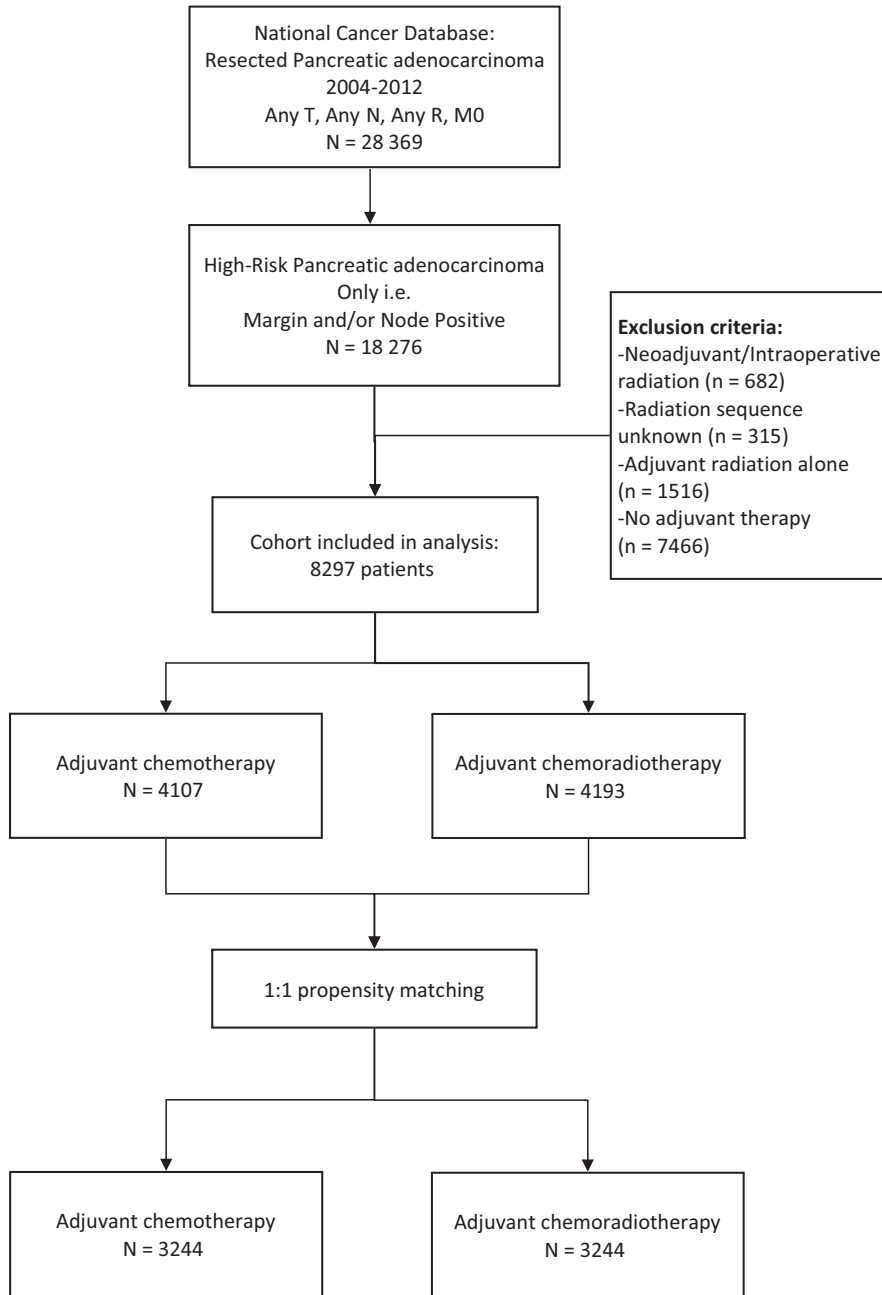 National Cancer Database:
Resected Pancreatic adenocarcinoma
2004-2012
Any T, Any N, Any R, M0
N = 28 369
High-Risk Pancreatic adenocarcinoma
Only i.e.
Margin and/or Node Positive
N = 18 276
Exclusion criteria:
-Neoadjuvant/Intraoperative
radiation (n = 682)
-Radiation sequence
unknown (n = 315)
-Adjuvant radiation alone
(n = 1516)
-No adjuvant therapy
(n = 7466)
Cohort included in analysis:
8297 patients
Adjuvant chemotherapy
N = 4107
Adjuvant chemoradiotherapy
N = 4193
1:1 propensity matching
Adjuvant chemotherapy
N = 3244
Adjuvant chemoradiotherapy
N = 3244